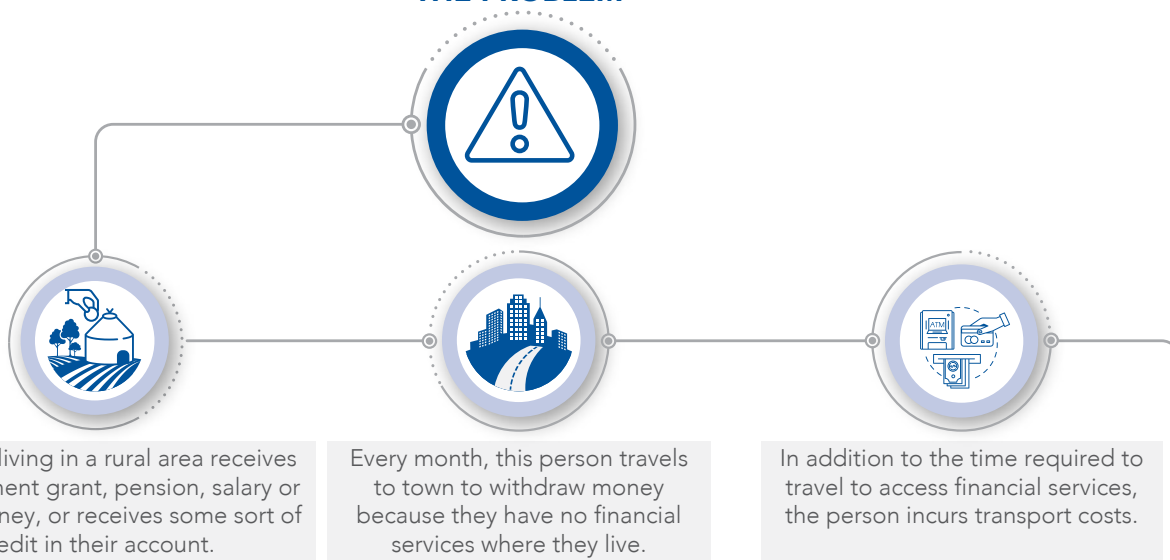 THE PROBLEM
ATM
living in a rural area receives
ment grant, pension, salary or
ney, or receives some sort of
edit in their account.
Every month, this person travels
to town to withdraw money
because they have no financial
services where they live.
In addition to the time required to
travel to access financial services,
the person incurs transport costs.